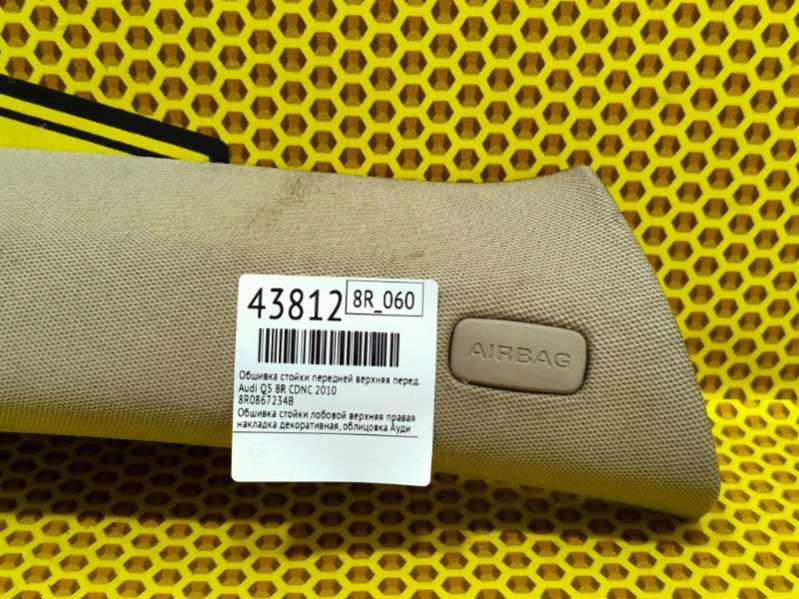 43812 8R_060
Обшивка стойки передней верхняя перед.
Audi Q5 8R CDNC 2010
8R0867234B
Обшивка стойки лобовой верхняя правая
накладка декоративная, облицовка Ауди
AIRBAG